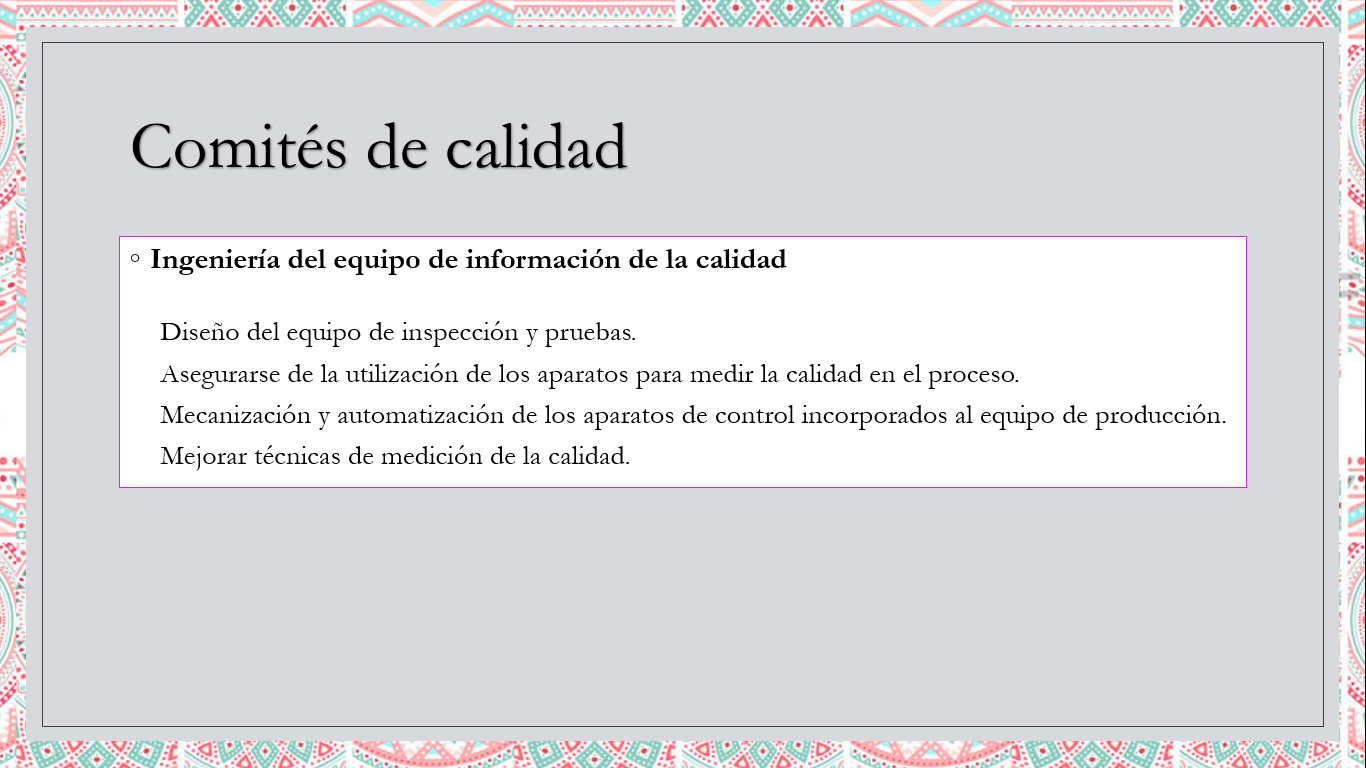 Comités de calidad
◦ Ingeniería del equipo de información de la calidad
Diseño del equipo de inspección y pruebas.
Asegurarse de la utilización de los aparatos para medir la calidad en el proceso.
Mecanización y automatización de los aparatos de control incorporados al equipo de producción.
Mejorar técnicas de medición de la calidad.